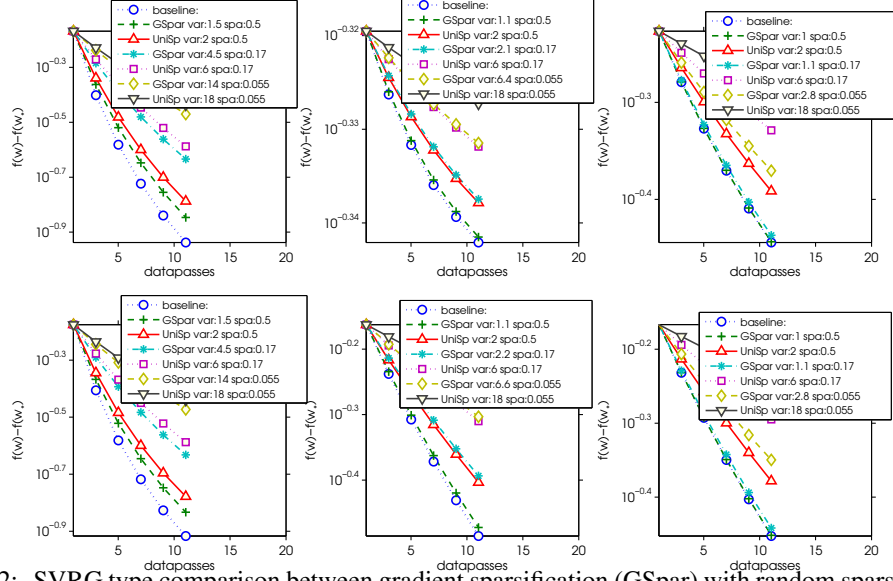 baseline:
GSpar var:1.5 spa:0.5
UniSp var:2 spa:0.5
GSpar var:4.5 spa:0.17
UniSp var:6 spa:0.17
GSpar var:14 spa:0.055
UniSp var:18 spa:0.055
10^−0.3
10^−0.5
10^−0.7
10^−0.9
f(w)−f(w*)
5 10 15 20
datapasses
baseline:
GSpar var:1.1 spa:0.5
UniSp var:2 spa:0.5
GSpar var:2.1 spa:0.17
UniSp var:6 spa:0.17
GSpar var:6.4 spa:0.055
UniSp var:18 spa:0.055
10^−0.32
10^−0.33
10^−0.34
f(w)−f(w*)
5 10 15 20
datapasses
baseline:
GSpar var:1 spa:0.5
UniSp var:2 spa:0.5
GSpar var:1.1 spa:0.17
UniSp var:6 spa:0.17
GSpar var:2.8 spa:0.055
UniSp var:18 spa:0.055
10^−0.3
10^−0.4
f(w)−f(w*)
5 10 15 20
datapasses
baseline:
GSpar var:1.5 spa:0.5
UniSp var:2 spa:0.5
GSpar var:4.5 spa:0.17
UniSp var:6 spa:0.17
GSpar var:14 spa:0.055
UniSp var:18 spa:0.055
10^−0.3
10^−0.5
10^−0.7
10^−0.9
f(w)−f(w*)
5 10 15 20
datapasses
baseline:
GSpar var:1.1 spa:0.5
UniSp var:2 spa:0.5
GSpar var:2.2 spa:0.17
UniSp var:6 spa:0.17
GSpar var:6.6 spa:0.055
UniSp var:18 spa:0.055
10^−0.2
10^−0.3
10^−0.4
f(w)−f(w*)
5 10 15 20
datapasses
baseline:
GSpar var:1 spa:0.5
UniSp var:2 spa:0.5
GSpar var:1.1 spa:0.17
UniSp var:6 spa:0.17
GSpar var:2.8 spa:0.055
UniSp var:18 spa:0.055
10^−0.2
10^−0.3
10^−0.4
f(w)−f(w*)
5 10 15 20
datapasses
2: SVRG type comparison between gradient sparsification (GSpar) with random spars